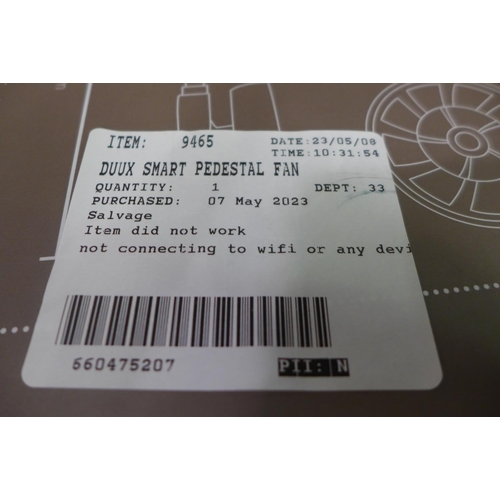 ITEM: 9465 DATE:23/05/08
TIME:10:31:54
DUUX SMART PEDESTAL FAN
QUANTITY: 1 DEPT: 33
PURCHASED: 07 May 2023
Salvage
Item did not work
not connecting to wifi or any devi
660475207 PII: N